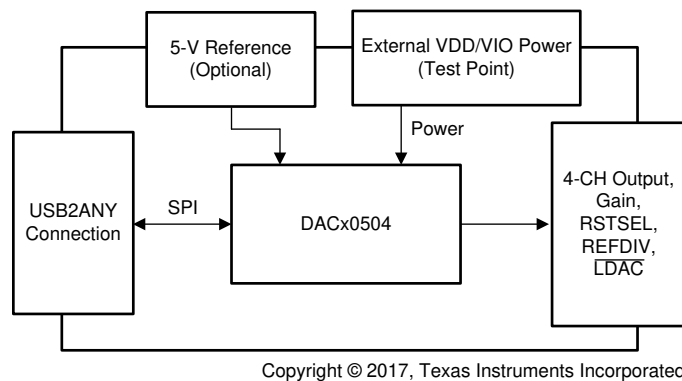 5-V Reference
(Optional)
External VDD/VIO Power
(Test Point)
Power
USB2ANY
Connection
SPI
DACx0504
4-CH Output,
Gain,
RSTSEL,
REFDIV,
LDAC
Copyright © 2017, Texas Instruments Incorporated